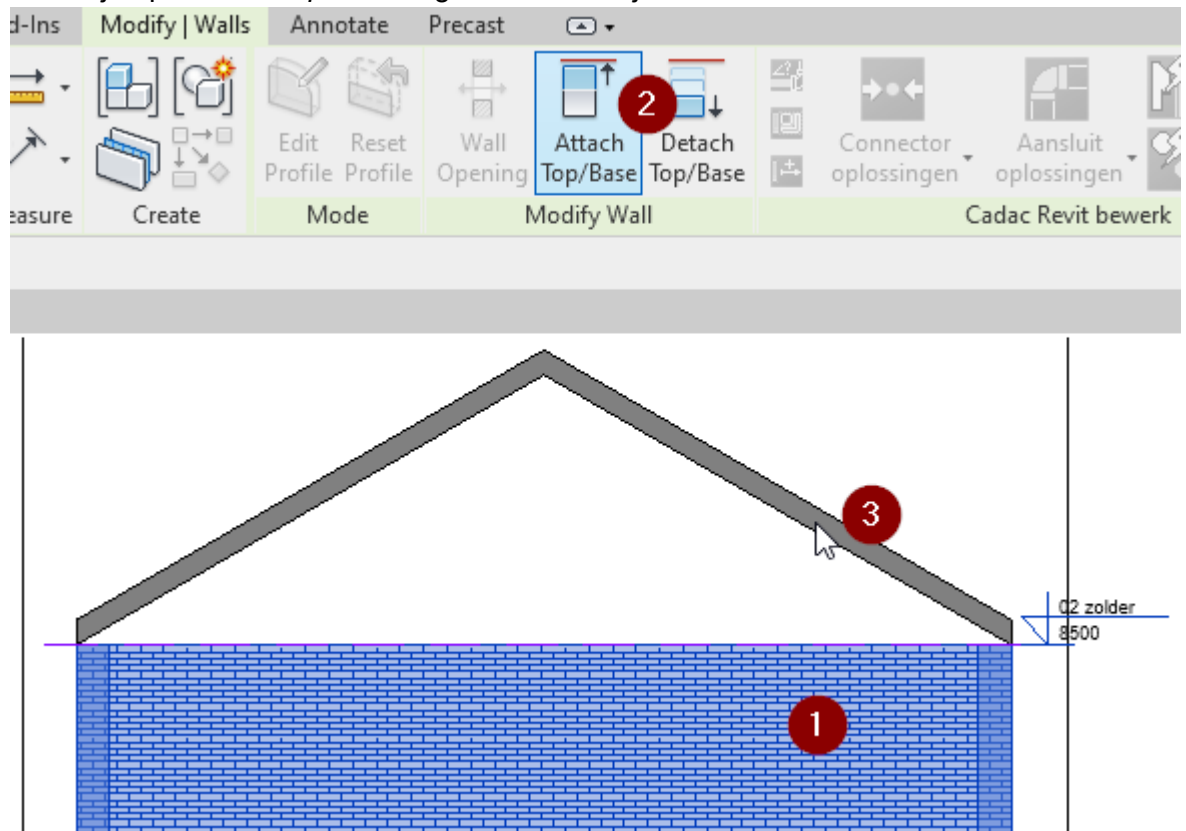 d-Ins Modify | Walls Annotate Precast
2
Edit Profile
Reset Profile
Wall Opening
Attach Top/Base
Detach Top/Base
Connector oplossingen
Aansluit oplossingen
easure Create Mode Modify Wall Cadac Revit bewerk
3
02 zolder
8500
1